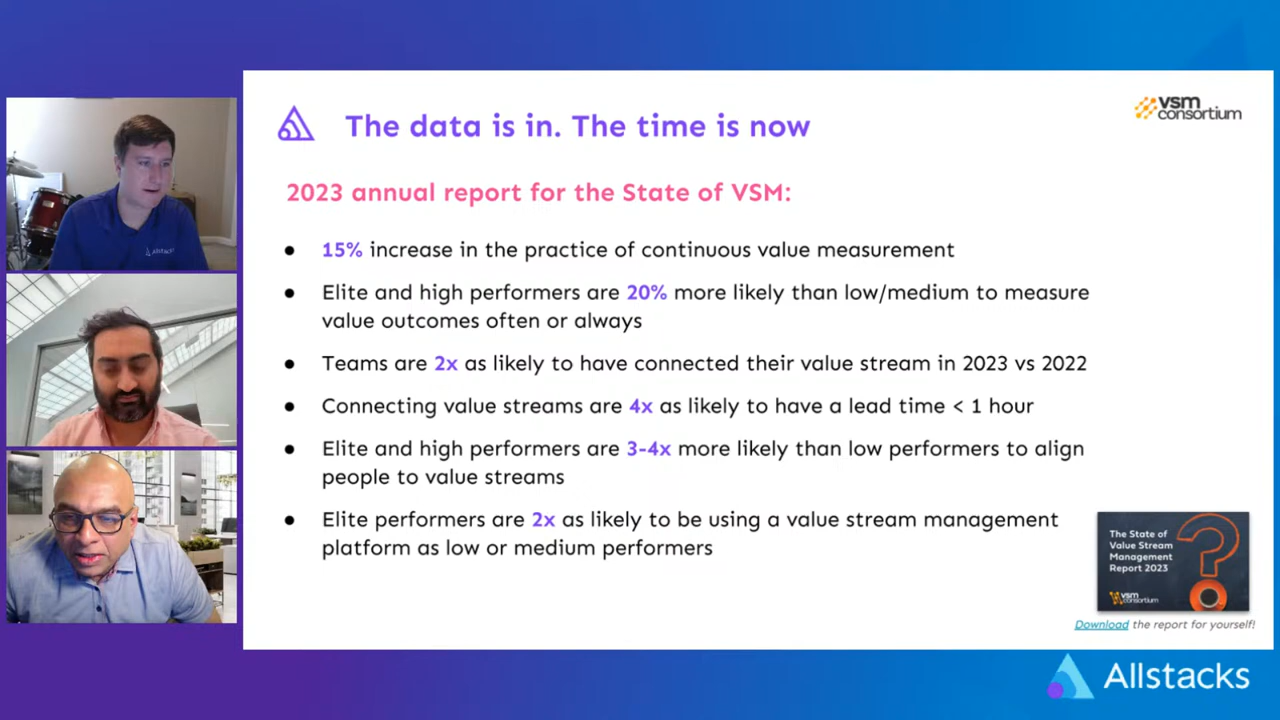 The data is in. The time is now
vsm
consortium
2023 annual report for the State of VSM:
● 15% increase in the practice of continuous value measurement
● Elite and high performers are 20% more likely than low/medium to measure
value outcomes often or always
● Teams are 2x as likely to have connected their value stream in 2023 vs 2022
● Connecting value streams are 4x as likely to have a lead time < 1 hour
● Elite and high performers are 3-4x more likely than low performers to align
people to value streams
● Elite performers are 2x as likely to be using a value stream management
platform as low or medium performers
The State of
Value Stream
Management
Report 2023
?
vsm
consortium
Download the report for yourself!
Allstacks
Allstacks